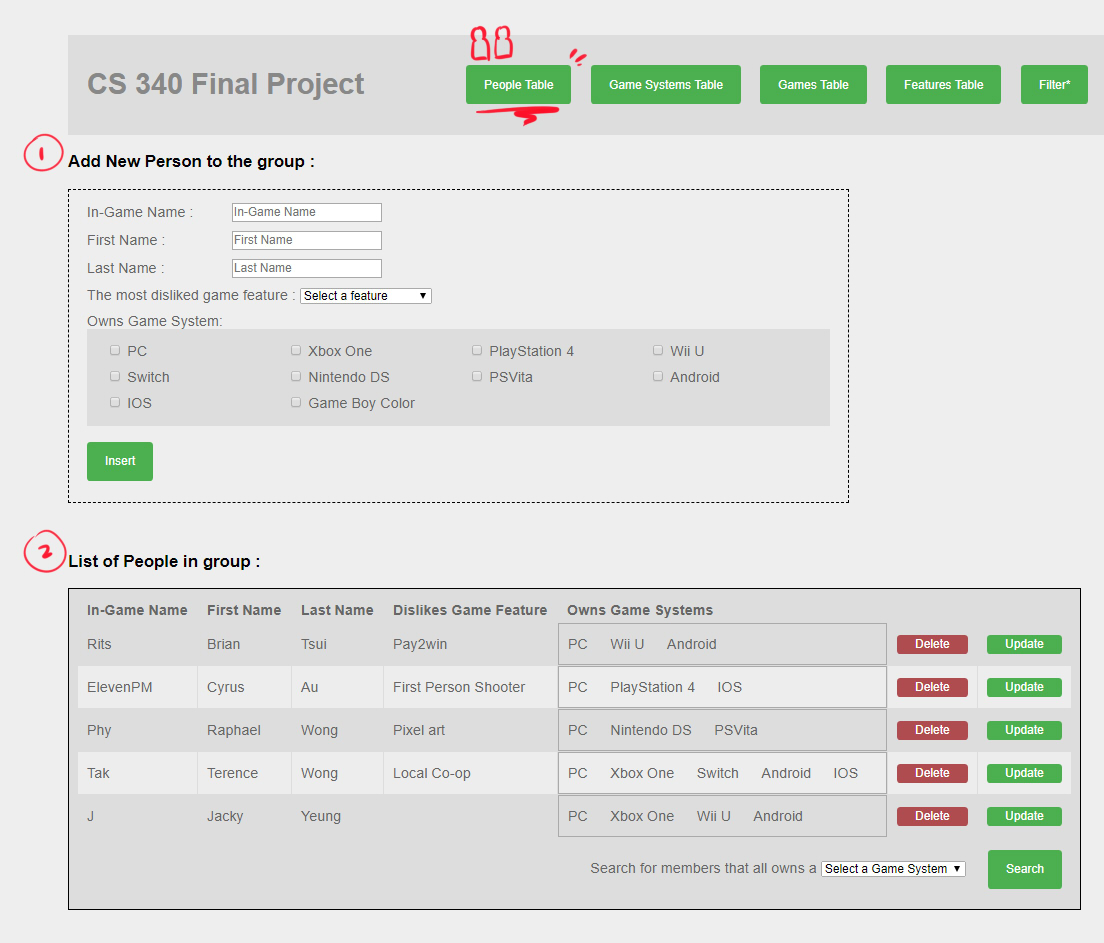 CS 340 Final Project
People Table
Game Systems Table
Games Table
Features Table
Filter*
1
Add New Person to the group :
In-Game Name : In-Game Name
First Name : First Name
Last Name : Last Name
The most disliked game feature : Select a feature
Owns Game System:
PC Xbox One PlayStation 4 Wii U
Switch Nintendo DS PSVita Android
IOS Game Boy Color
Insert
2
List of People in group :
In-Game Name First Name Last Name Dislikes Game Feature Owns Game Systems
Rits Brian Tsui Pay2win PC Wii U Android Delete Update
ElevenPM Cyrus Au First Person Shooter PC PlayStation 4 IOS Delete Update
Phy Raphael Wong Pixel art PC Nintendo DS PSVita Delete Update
Tak Terence Wong Local Co-op PC Xbox One Switch Android IOS Delete Update
J Jacky Yeung PC Xbox One Wii U Android Delete Update
Search for members that all owns a Select a Game System Search